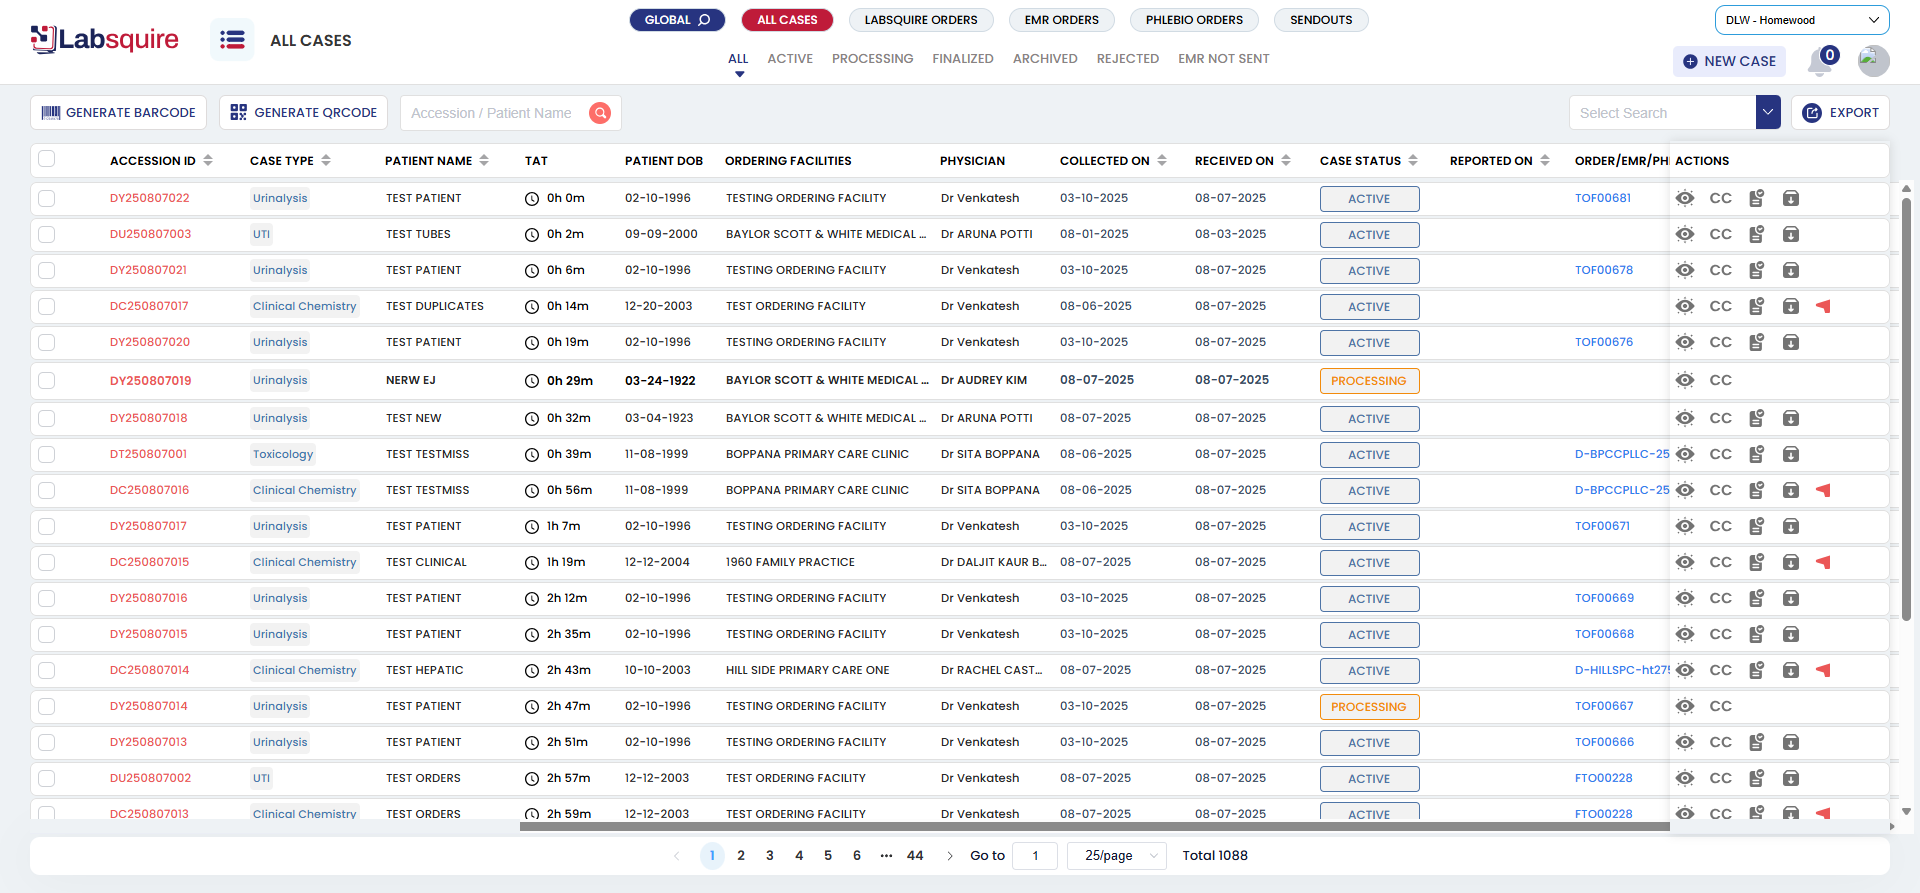 GLOBAL
ALL CASES
LABSQUIRE ORDERS
EMR ORDERS
PHLEBIO ORDERS
SENDOUTS
DLW - Homewood
Labsquire
ALL CASES
ALL
ACTIVE
PROCESSING
FINALIZED
ARCHIVED
REJECTED
EMR NOT SENT
NEW CASE
0
GENERATE BARCODE
GENERATE QRCODE
Accession / Patient Name
Select Search
EXPORT
ACCESSION ID CASE TYPE PATIENT NAME TAT PATIENT DOB ORDERING FACILITIES PHYSICIAN COLLECTED ON RECEIVED ON CASE STATUS REPORTED ON ORDER/EMR/PH ACTIONS
DY250807022 Urinalysis TEST PATIENT 0h 0m 02-10-1996 TESTING ORDERING FACILITY Dr Venkatesh 03-10-2025 08-07-2025 ACTIVE TOF00681 CC
DU250807003 UTI TEST TUBES 0h 2m 09-09-2000 BAYLOR SCOTT & WHITE MEDICAL ... Dr ARUNA POTTI 08-01-2025 08-03-2025 ACTIVE CC
DY250807021 Urinalysis TEST PATIENT 0h 6m 02-10-1996 TESTING ORDERING FACILITY Dr Venkatesh 03-10-2025 08-07-2025 ACTIVE TOF00678 CC
DC250807017 Clinical Chemistry TEST DUPLICATES 0h 14m 12-20-2003 TEST ORDERING FACILITY Dr Venkatesh 08-06-2025 08-07-2025 ACTIVE CC
DY250807020 Urinalysis TEST PATIENT 0h 19m 02-10-1996 TESTING ORDERING FACILITY Dr Venkatesh 03-10-2025 08-07-2025 ACTIVE TOF00676 CC
DY250807019 Urinalysis NERW EJ 0h 29m 03-24-1922 BAYLOR SCOTT & WHITE MEDICAL ... Dr AUDREY KIM 08-07-2025 08-07-2025 PROCESSING CC
DY250807018 Urinalysis TEST NEW 0h 32m 03-04-1923 BAYLOR SCOTT & WHITE MEDICAL ... Dr ARUNA POTTI 08-07-2025 08-07-2025 ACTIVE CC
DT250807001 Toxicology TEST TESTMISS 0h 39m 11-08-1999 BOPPANA PRIMARY CARE CLINIC Dr SITA BOPPANA 08-06-2025 08-07-2025 ACTIVE D-BPCCPLLC-25 CC
DC250807016 Clinical Chemistry TEST TESTMISS 0h 56m 11-08-1999 BOPPANA PRIMARY CARE CLINIC Dr SITA BOPPANA 08-06-2025 08-07-2025 ACTIVE D-BPCCPLLC-25 CC
DY250807017 Urinalysis TEST PATIENT 1h 7m 02-10-1996 TESTING ORDERING FACILITY Dr Venkatesh 03-10-2025 08-07-2025 ACTIVE TOF00671 CC
DC250807015 Clinical Chemistry TEST CLINICAL 1h 19m 12-12-2004 1960 FAMILY PRACTICE Dr DALJIT KAUR B... 08-07-2025 08-07-2025 ACTIVE CC
DY250807016 Urinalysis TEST PATIENT 2h 12m 02-10-1996 TESTING ORDERING FACILITY Dr Venkatesh 03-10-2025 08-07-2025 ACTIVE TOF00669 CC
DY250807015 Urinalysis TEST PATIENT 2h 35m 02-10-1996 TESTING ORDERING FACILITY Dr Venkatesh 03-10-2025 08-07-2025 ACTIVE TOF00668 CC
DC250807014 Clinical Chemistry TEST HEPATIC 2h 43m 10-10-2003 HILL SIDE PRIMARY CARE ONE Dr RACHEL CAST... 08-07-2025 08-07-2025 ACTIVE D-HILLSPC-ht275 CC
DY250807014 Urinalysis TEST PATIENT 2h 47m 02-10-1996 TESTING ORDERING FACILITY Dr Venkatesh 03-10-2025 08-07-2025 PROCESSING TOF00667 CC
DY250807013 Urinalysis TEST PATIENT 2h 51m 02-10-1996 TESTING ORDERING FACILITY Dr Venkatesh 03-10-2025 08-07-2025 ACTIVE TOF00666 CC
DU250807002 UTI TEST ORDERS 2h 57m 12-12-2003 TEST ORDERING FACILITY Dr Venkatesh 08-07-2025 08-07-2025 ACTIVE FTO00228 CC
DC250807013 Clinical Chemistry TEST ORDERS 2h 59m 12-12-2003 TEST ORDERING FACILITY Dr Venkatesh 08-07-2025 08-07-2025 ACTIVE FTO00228 CC
1 2 3 4 5 6 ... 44 Go to 1 25/page Total 1088